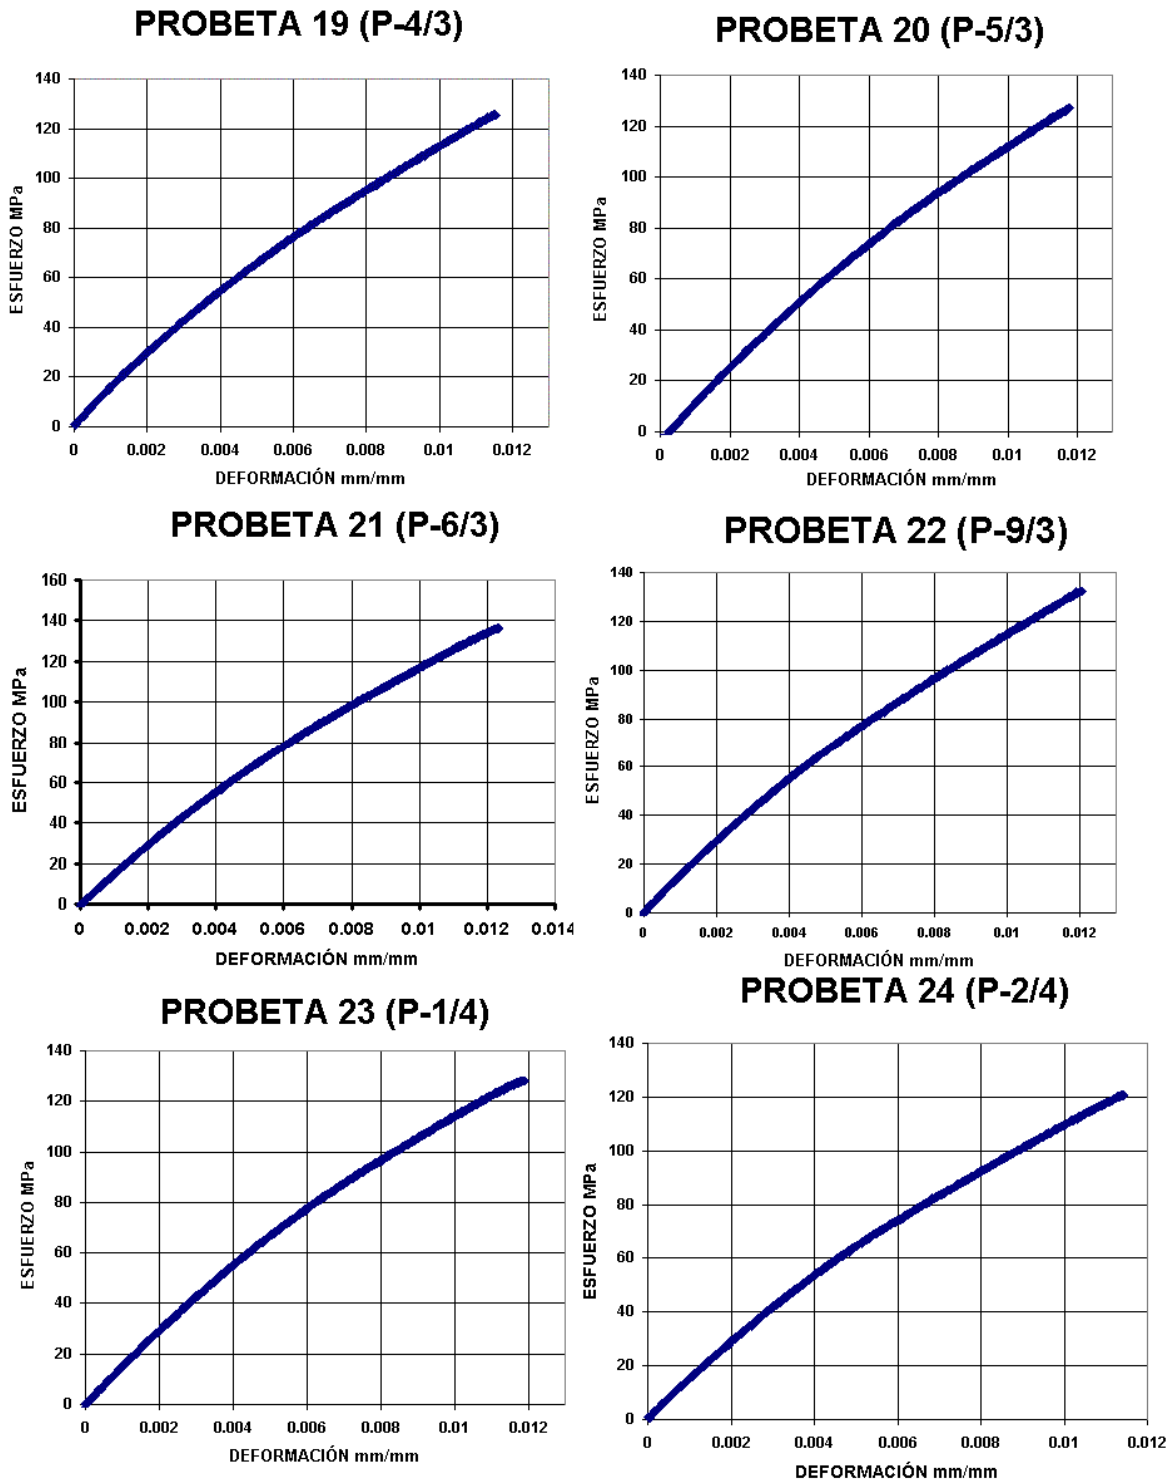 PROBETA 19 (P-4/3)
ESFUERZO MPa
140
120
100
80
60
40
20
0
0 0.002 0.004 0.006 0.008 0.01 0.012
DEFORMACIÓN mm/mm
PROBETA 20 (P-5/3)
ESFUERZO MPa
140
120
100
80
60
40
20
0
0 0.002 0.004 0.006 0.008 0.01 0.012
DEFORMACIÓN mm/mm
PROBETA 21 (P-6/3)
ESFUERZO MPa
160
140
120
100
80
60
40
20
0
0 0.002 0.004 0.006 0.008 0.01 0.012 0.014
DEFORMACIÓN mm/mm
PROBETA 22 (P-9/3)
ESFUERZO MPa
140
120
100
80
60
40
20
0
0 0.002 0.004 0.006 0.008 0.01 0.012
DEFORMACIÓN mm/mm
PROBETA 23 (P-1/4)
ESFUERZO MPa
140
120
100
80
60
40
20
0
0 0.002 0.004 0.006 0.008 0.01 0.012
DEFORMACIÓN mm/mm
PROBETA 24 (P-2/4)
ESFUERZO MPa
140
120
100
80
60
40
20
0
0 0.002 0.004 0.006 0.008 0.01 0.012
DEFORMACIÓN mm/mm